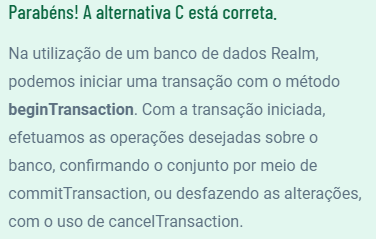 Parabéns! A alternativa C está correta.
Na utilização de um banco de dados Realm,
podemos iniciar uma transação com o método
beginTransaction. Com a transação iniciada,
efetuamos as operações desejadas sobre o
banco, confirmando o conjunto por meio de
commitTransaction, ou desfazendo as alterações,
com o uso de cancelTransaction.